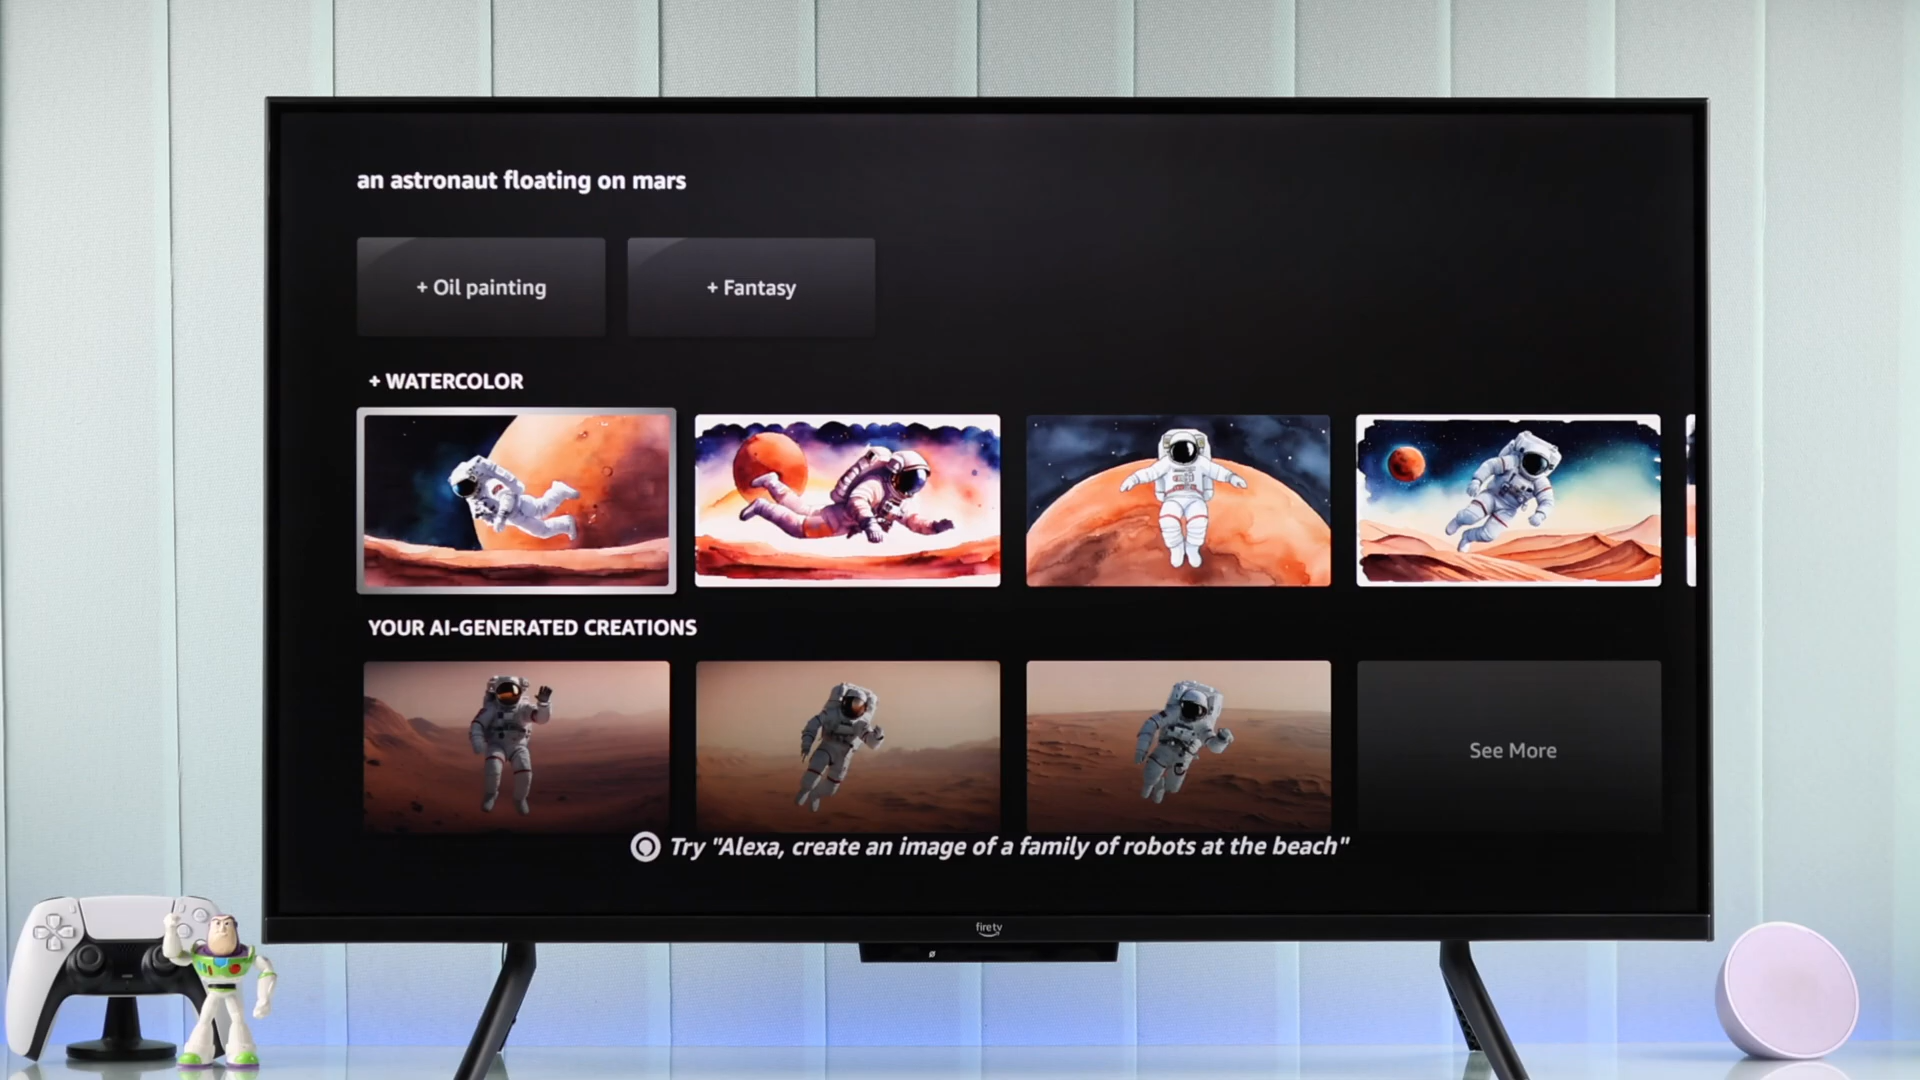 an astronaut floating on mars
+ Oil painting
+ Fantasy
+ WATERCOLOR
YOUR AI-GENERATED CREATIONS
See More
Try "Alexa, create an image of a family of robots at the beach"
firetv